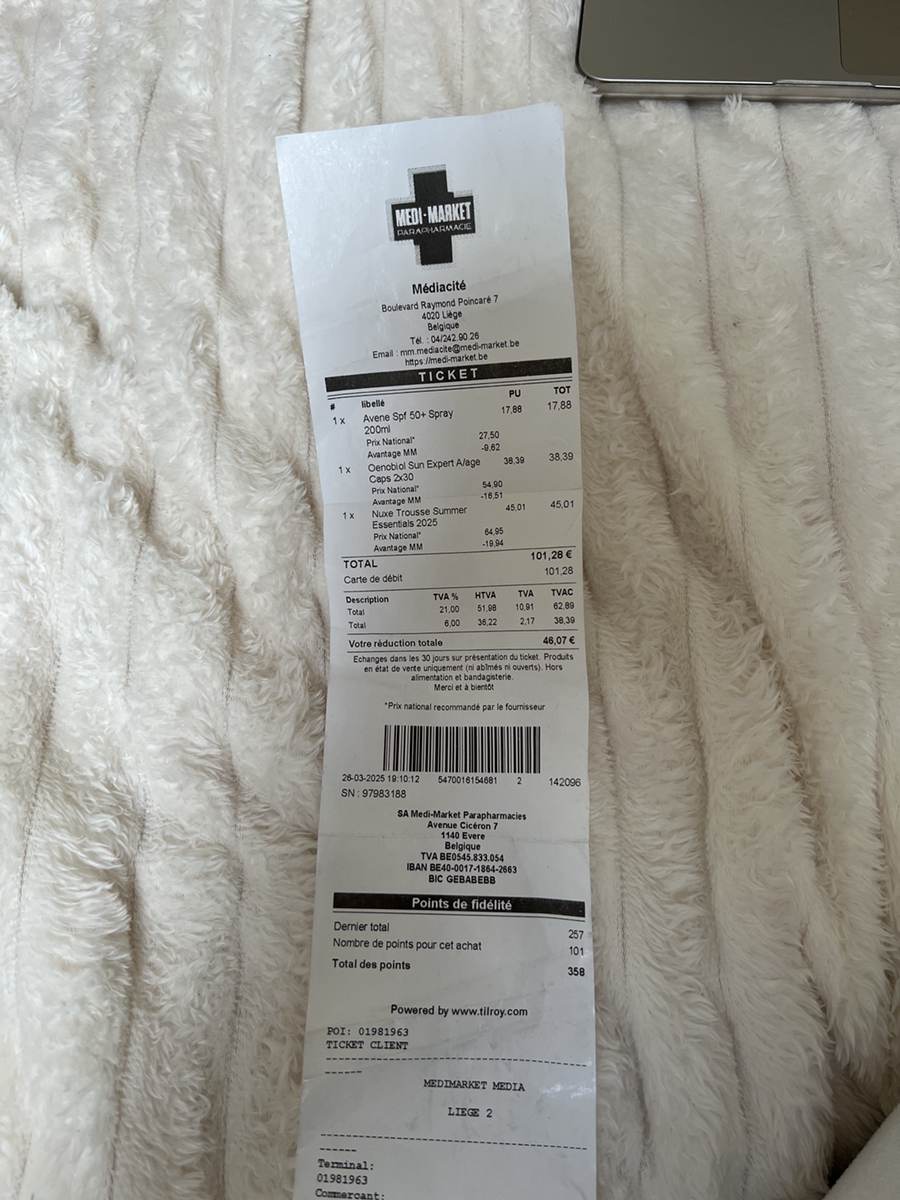 MEDI-MARKET
PARAPHARMACIE
Médiacité
Boulevard Raymond Poincaré 7
4020 Liège
Belgique
Tél. : 04/242.90.26
Email : mm.mediacite@medi-market.be
https://medi-market.be
TICKET
# libellé PU TOT
1 x Avene Spf 50+ Spray 17,88 17,88
200ml
Prix National* 27,50
Avantage MM -9,62
1 x Oenobiol Sun Expert A/age 38,39 38,39
Caps 2x30
Prix National* 54,90
Avantage MM -16,51
1 x Nuxe Trousse Summer 45,01 45,01
Essentials 2025
Prix National* 64,95
Avantage MM -19,94
TOTAL 101,28 €
Carte de débit 101,28
Description TVA % HTVA TVA TVAC
Total 21,00 51,98 10,91 62,89
Total 6,00 36,22 2,17 38,39
Votre réduction totale 46,07 €
Echanges dans les 30 jours sur présentation du ticket. Produits
en état de vente uniquement (ni abîmés ni ouverts). Hors
alimentation et bandagisterie.
Merci et à bientôt
*Prix national recommandé par le fournisseur
26-03-2025 19:10:12 5470016154681 2 142096
SN : 97983188
SA Medi-Market Parapharmacies
Avenue Cicéron 7
1140 Evere
Belgique
TVA BE0545.833.054
IBAN BE40-0017-1864-2663
BIC GEBABEBB
Points de fidélité
Dernier total 257
Nombre de points pour cet achat 101
Total des points 358
Powered by www.tilroy.com
POI: 01981963
TICKET CLIENT
MEDIMARKET MEDIA
LIEGE 2
Terminal:
01981963
Commercant: